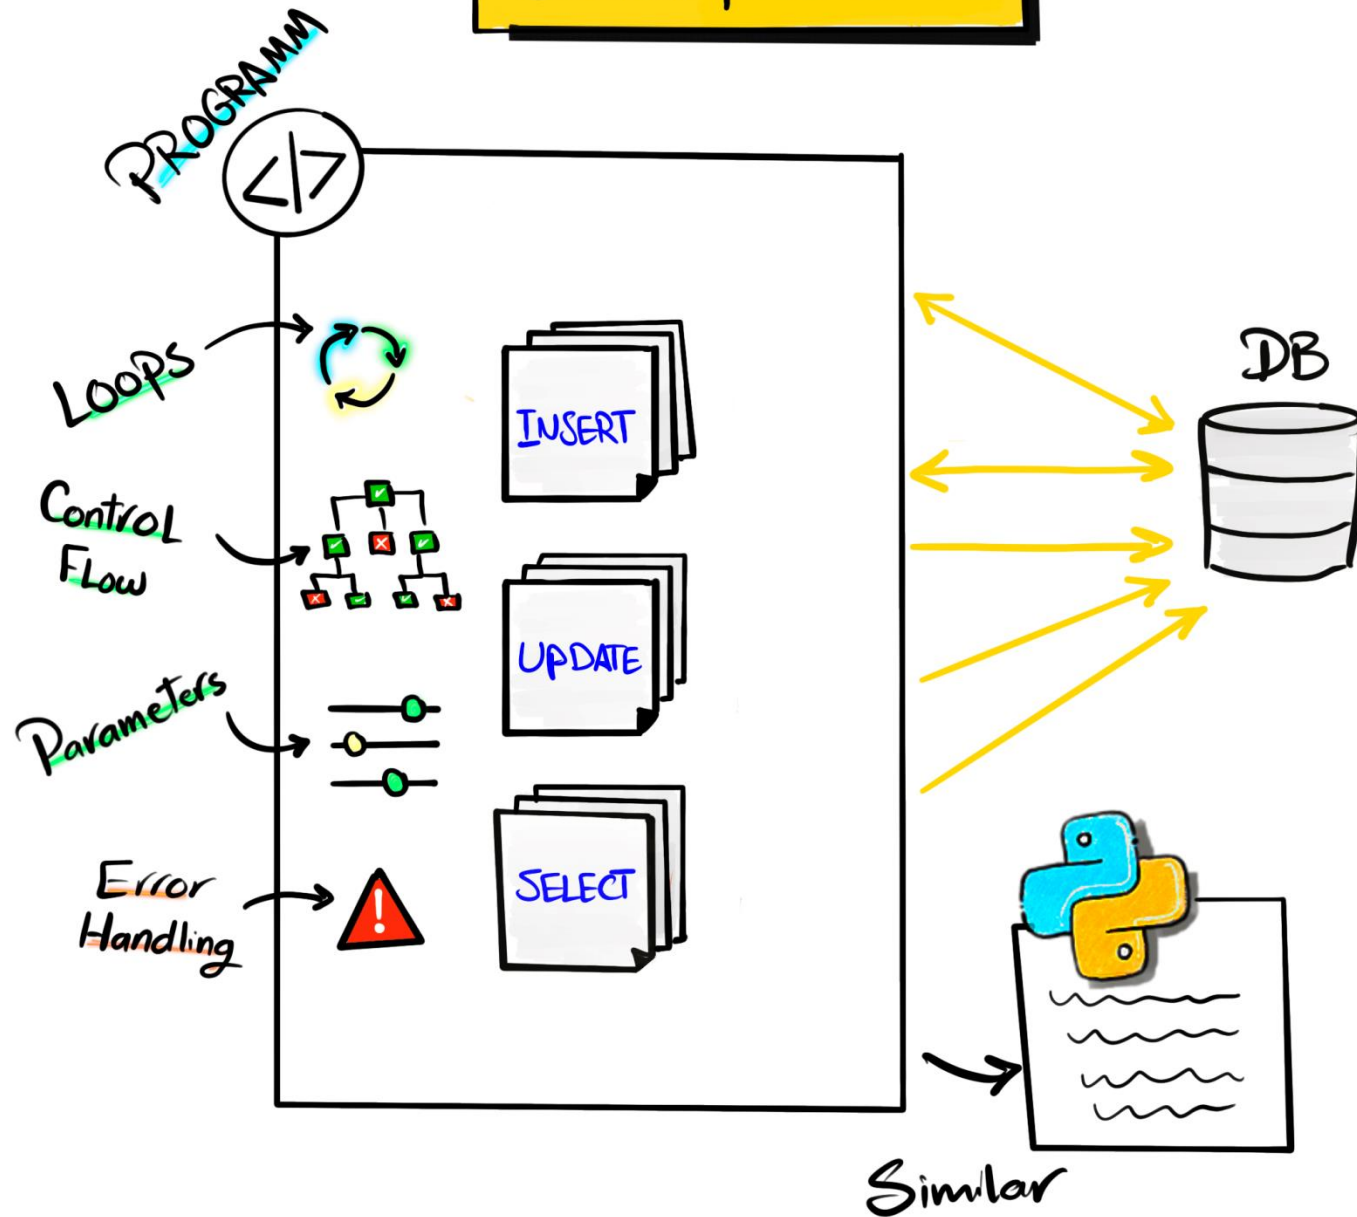 PROGRAMM
</>
LOOPS
INSERT
DB
Control
Flow
UPDATE
Parameters
SELECT
Error
Handling
Similar